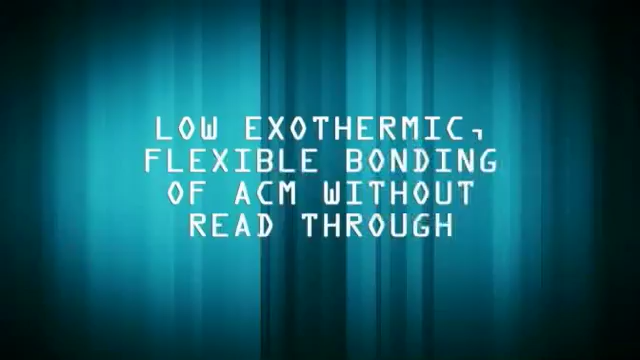 LOW EXOTHERMIC,
FLEXIBLE BONDING
OF ACM WITHOUT
READ THROUGH